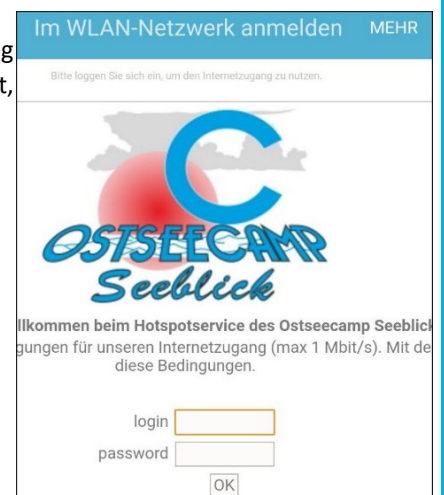 Im WLAN-Netzwerk anmelden MEHR
g
t,
Bitte loggen Sie sich ein, um den Internetzugang zu nutzen.
C
OSTSEECAMP
Seeblick
llkommen beim Hotspotservice des Ostseecamp Seeblick
gungen für unseren Internetzugang (max 1 Mbit/s). Mit de
diese Bedingungen.
login
password
OK